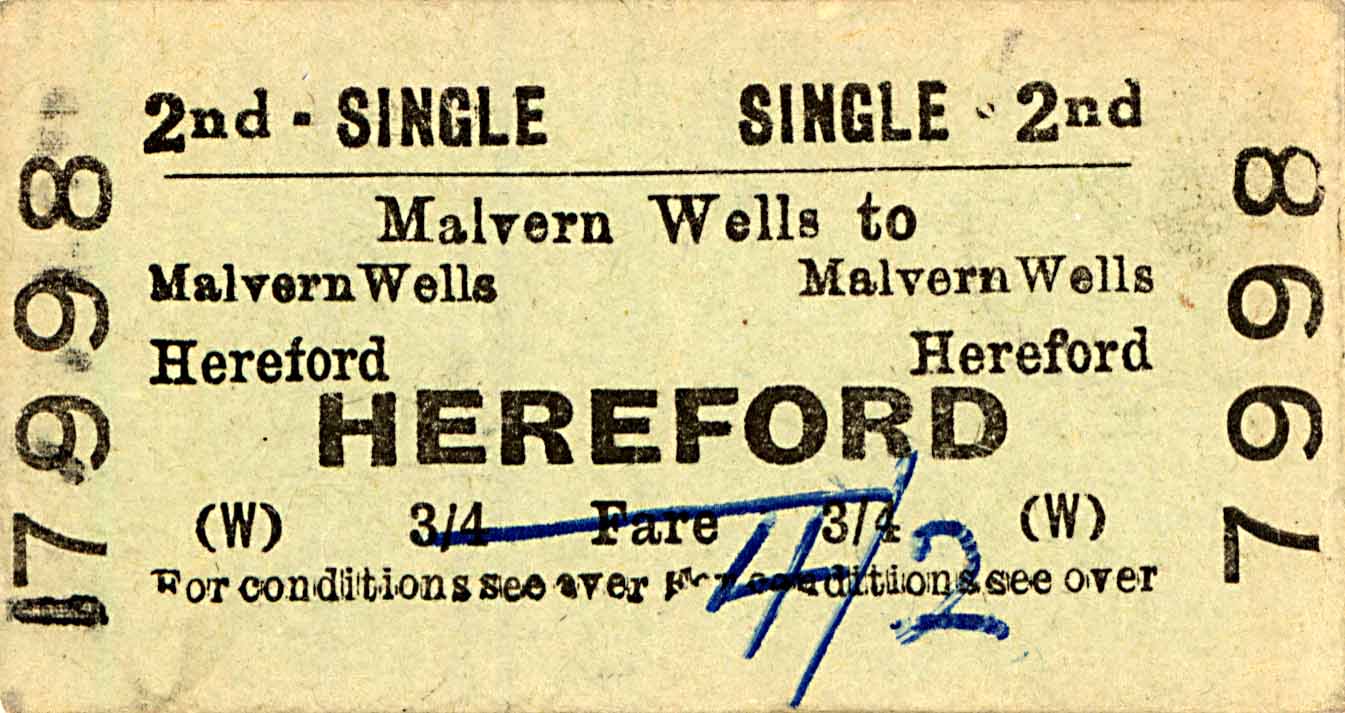 2nd - SINGLE SINGLE - 2nd
Malvern Wells to
Malvern Wells Malvern Wells
Hereford Hereford
HEREFORD
(W) 3/4 Fare 3/4 (W)
4/2
For conditions see over For conditions see over
7998
7998